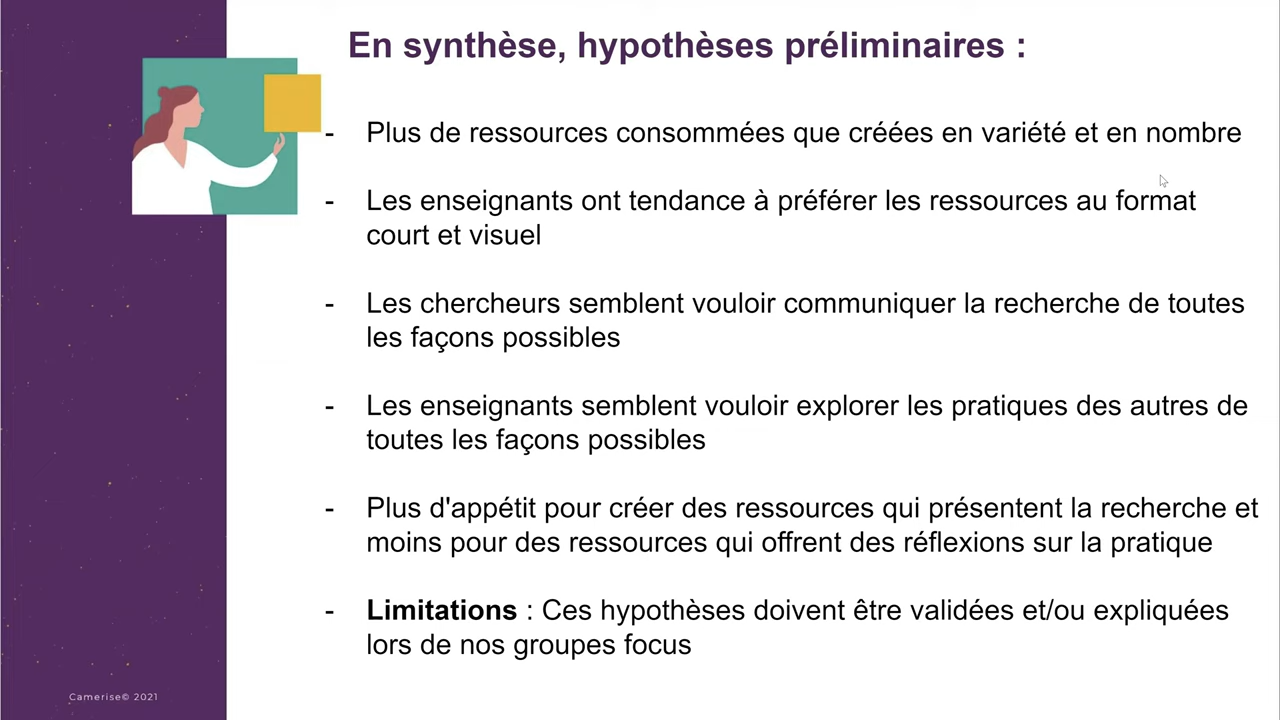 En synthèse, hypothèses préliminaires :
- Plus de ressources consommées que créées en variété et en nombre
- Les enseignants ont tendance à préférer les ressources au format
court et visuel
- Les chercheurs semblent vouloir communiquer la recherche de toutes
les façons possibles
- Les enseignants semblent vouloir explorer les pratiques des autres de
toutes les façons possibles
- Plus d'appétit pour créer des ressources qui présentent la recherche et
moins pour des ressources qui offrent des réflexions sur la pratique
- Limitations : Ces hypothèses doivent être validées et/ou expliquées
lors de nos groupes focus
Camerise© 2021